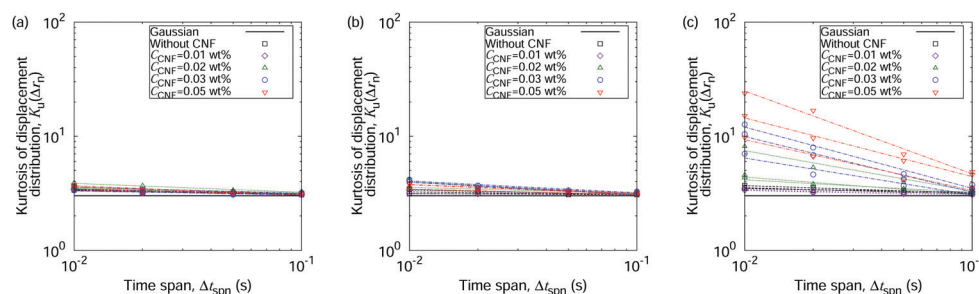 (a)
Kurtosis of displacement
distribution, Ku(Δrn)
10²
10¹
10⁰
Gaussian
Without CNF
CCNF=0.01 wt%
CCNF=0.02 wt%
CCNF=0.03 wt%
CCNF=0.05 wt%
10⁻²
10⁻¹
Time span, Δtspn (s)
(b)
Kurtosis of displacement
distribution, Ku(Δrn)
10²
10¹
10⁰
Gaussian
Without CNF
CCNF=0.01 wt%
CCNF=0.02 wt%
CCNF=0.03 wt%
CCNF=0.05 wt%
10⁻²
10⁻¹
Time span, Δtspn (s)
(c)
Kurtosis of displacement
distribution, Ku(Δrn)
10²
10¹
10⁰
Gaussian
Without CNF
CCNF=0.01 wt%
CCNF=0.02 wt%
CCNF=0.03 wt%
CCNF=0.05 wt%
10⁻²
10⁻¹
Time span, Δtspn (s)